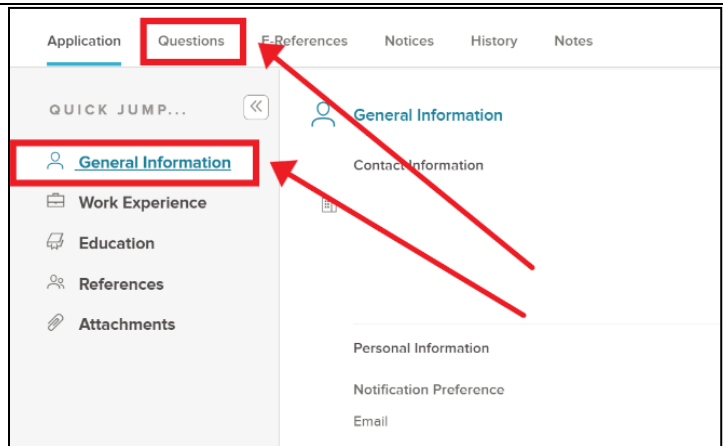 Application Questions E-References Notices History Notes
QUICK JUMP...
General Information
Work Experience
Education
References
Attachments
General Information
Contact Information
Personal Information
Notification Preference
Email